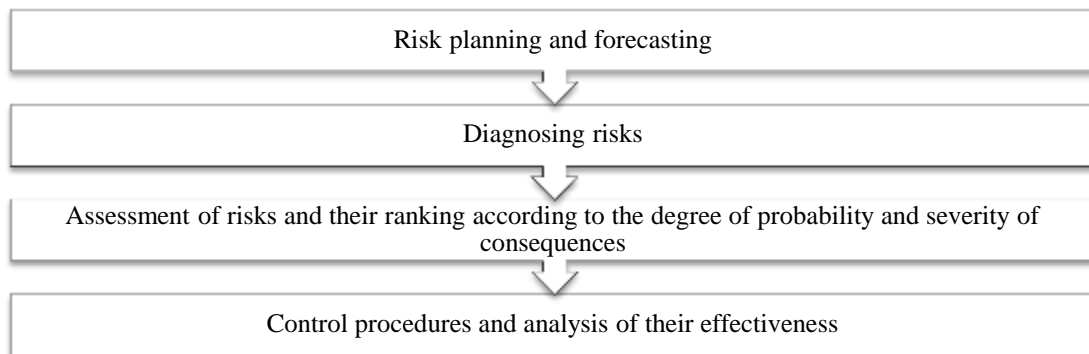 Risk planning and forecasting
Diagnosing risks
Assessment of risks and their ranking according to the degree of probability and severity of
consequences
Control procedures and analysis of their effectiveness